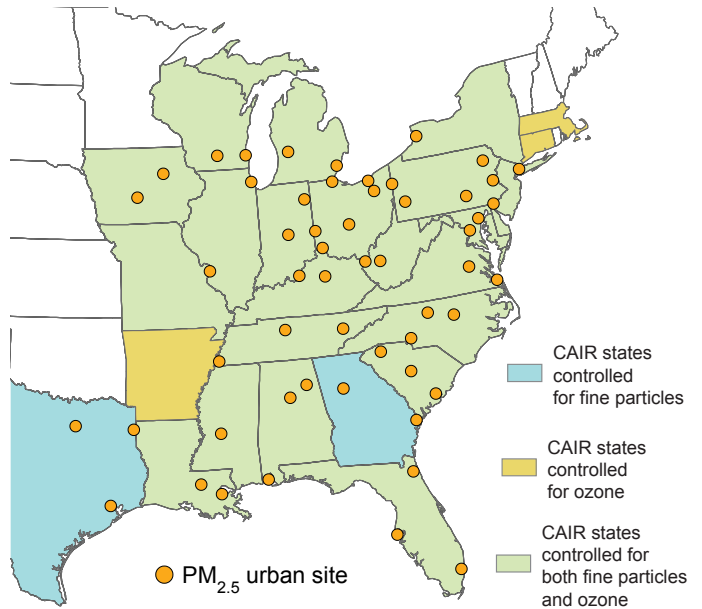 CAIR states
controlled
for fine particles
CAIR states
controlled
for ozone
CAIR states
controlled for
both fine particles
and ozone
PM2.5 urban site